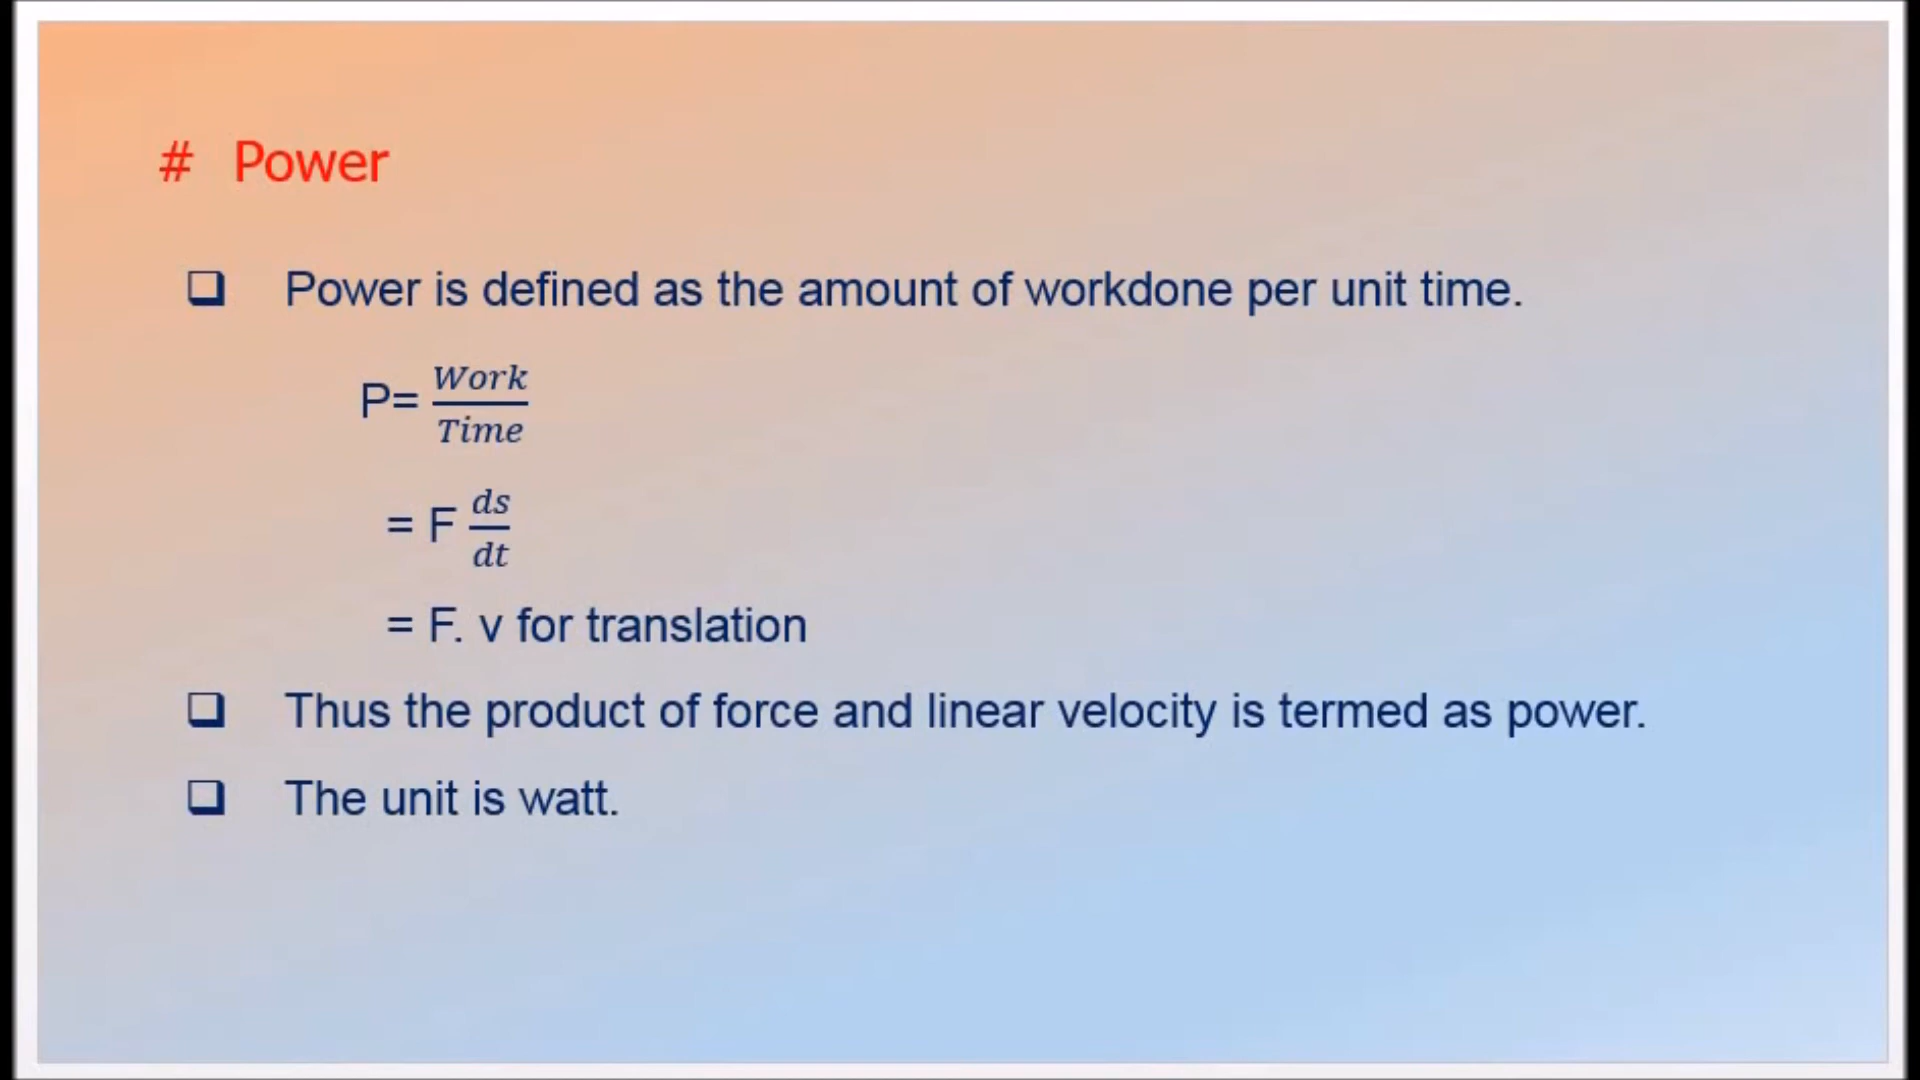 # Power
❑ Power is defined as the amount of workdone per unit time.
P= Work/Time
= F ds/dt
= F. v for translation
❑ Thus the product of force and linear velocity is termed as power.
❑ The unit is watt.